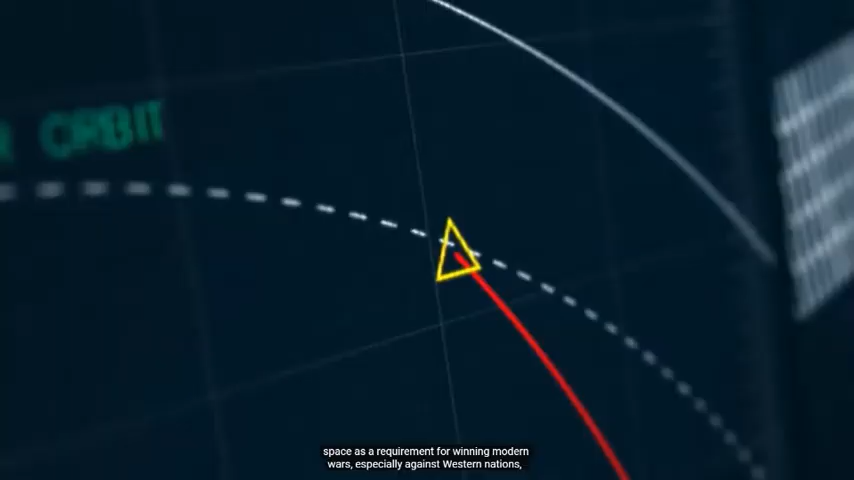 ORBIT
space as a requirement for winning modern
wars, especially against Western nations,